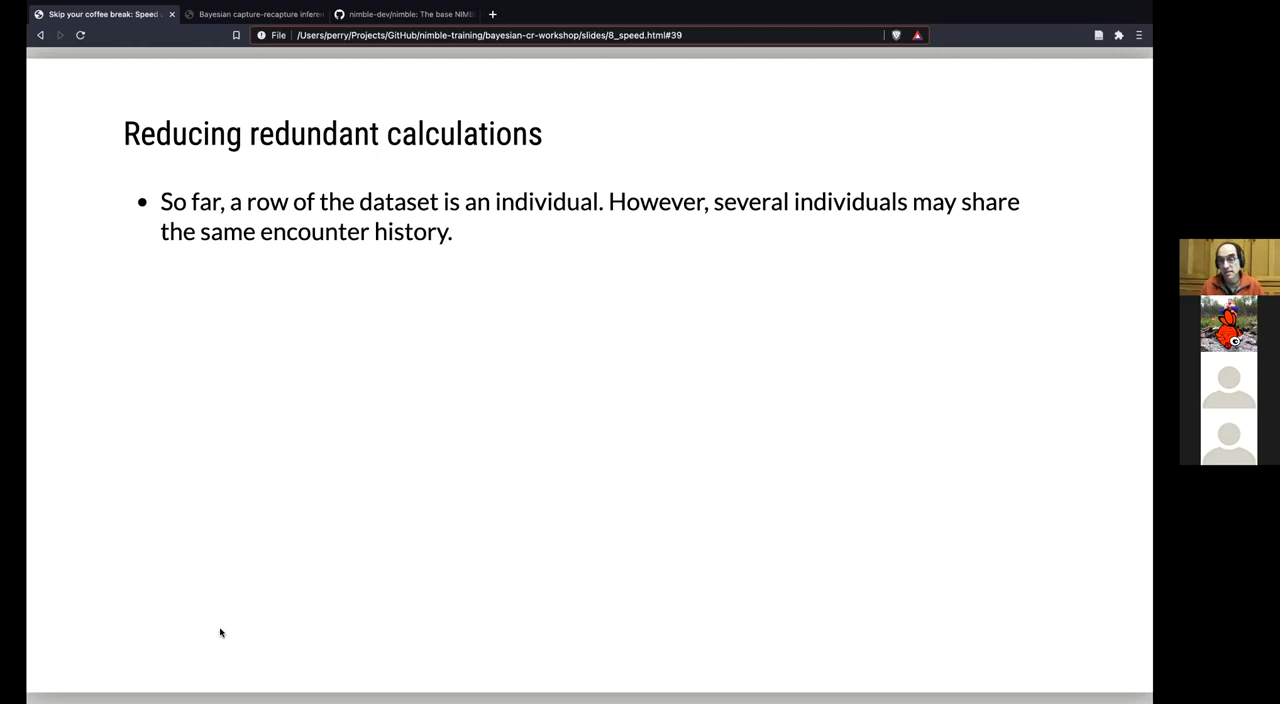 Skip your coffee break: Speed
Bayesian capture-recapture infere
nimble-dev/nimble: The base NIMB
File
/Users/perry/Projects/GitHub/nimble-training/bayesian-cr-workshop/slides/8_speed.html#39
Reducing redundant calculations
So far, a row of the dataset is an individual. However, several individuals may share
the same encounter history.